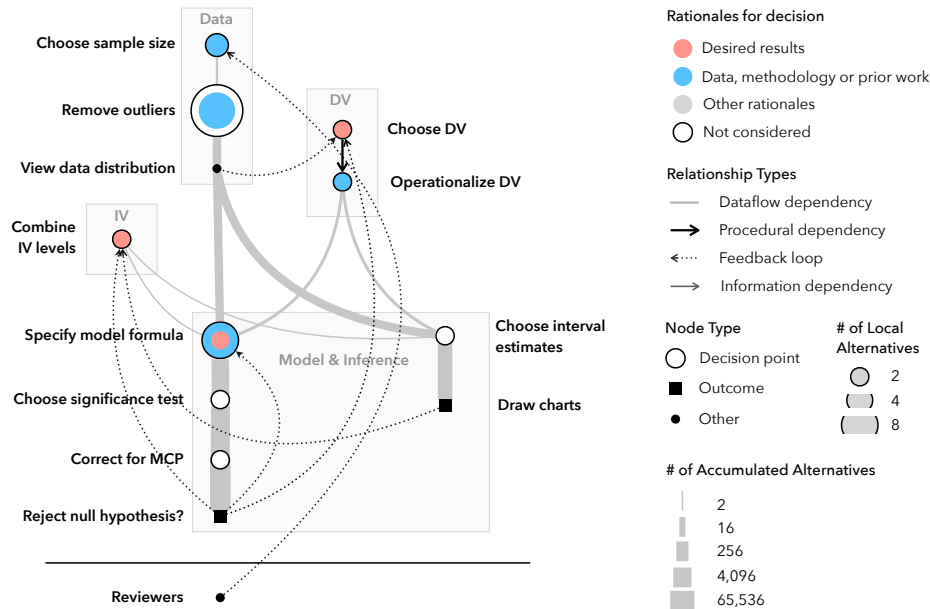 Data
Choose sample size
Remove outliers
View data distribution
DV
Choose DV
Operationalize DV
IV
Combine
IV levels
Specify model formula
Model & Inference
Choose interval
estimates
Choose significance test
Draw charts
Correct for MCP
Reject null hypothesis?
Reviewers
Rationales for decision
Desired results
Data, methodology or prior work
Other rationales
Not considered
Relationship Types
Dataflow dependency
Procedural dependency
Feedback loop
Information dependency
Node Type
Decision point
Outcome
Other
# of Local
Alternatives
2
4
8
# of Accumulated Alternatives
2
16
256
4,096
65,536